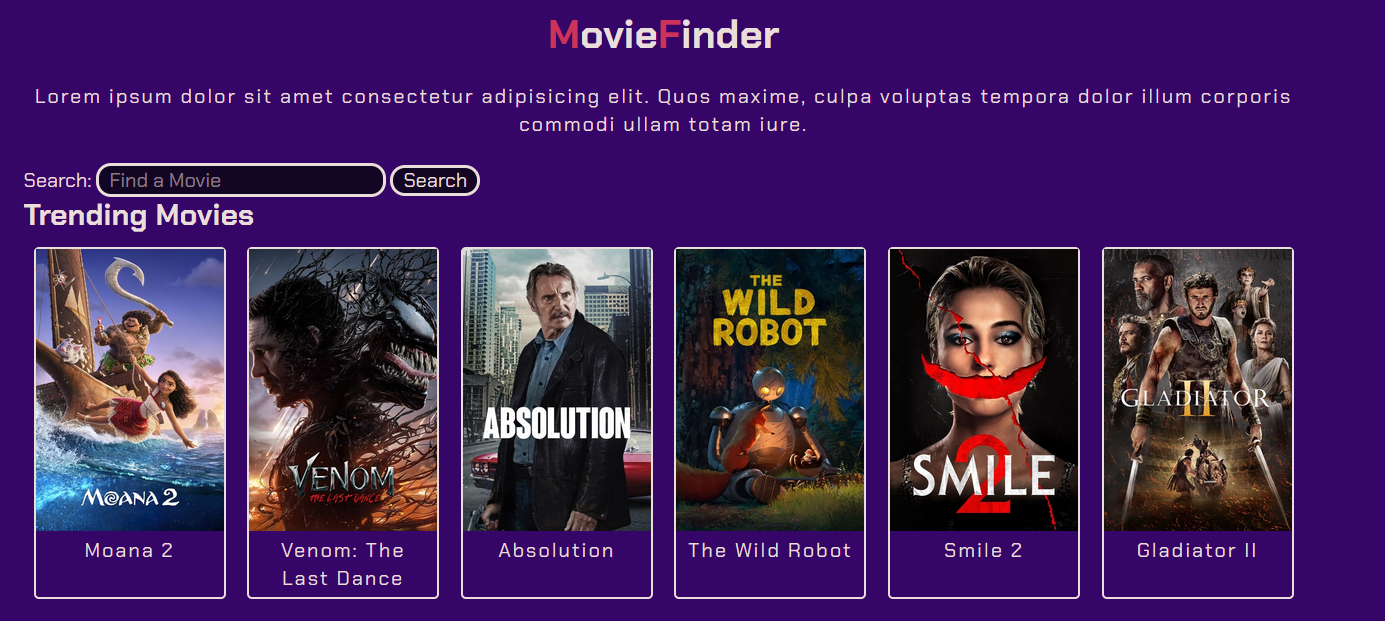 MovieFinder
Lorem ipsum dolor sit amet consectetur adipisicing elit. Quos maxime, culpa voluptas tempora dolor illum corporis
commodi ullam totam iure.
Search: Find a Movie Search
Trending Movies
MOANA 2
VENOM
THE LAST DANCE
ABSOLUTION
THE
WILD
ROBOT
SMILE
2
GLADIATOR
II
Moana 2
Venom: The
Last Dance
Absolution
The Wild Robot
Smile 2
Gladiator II